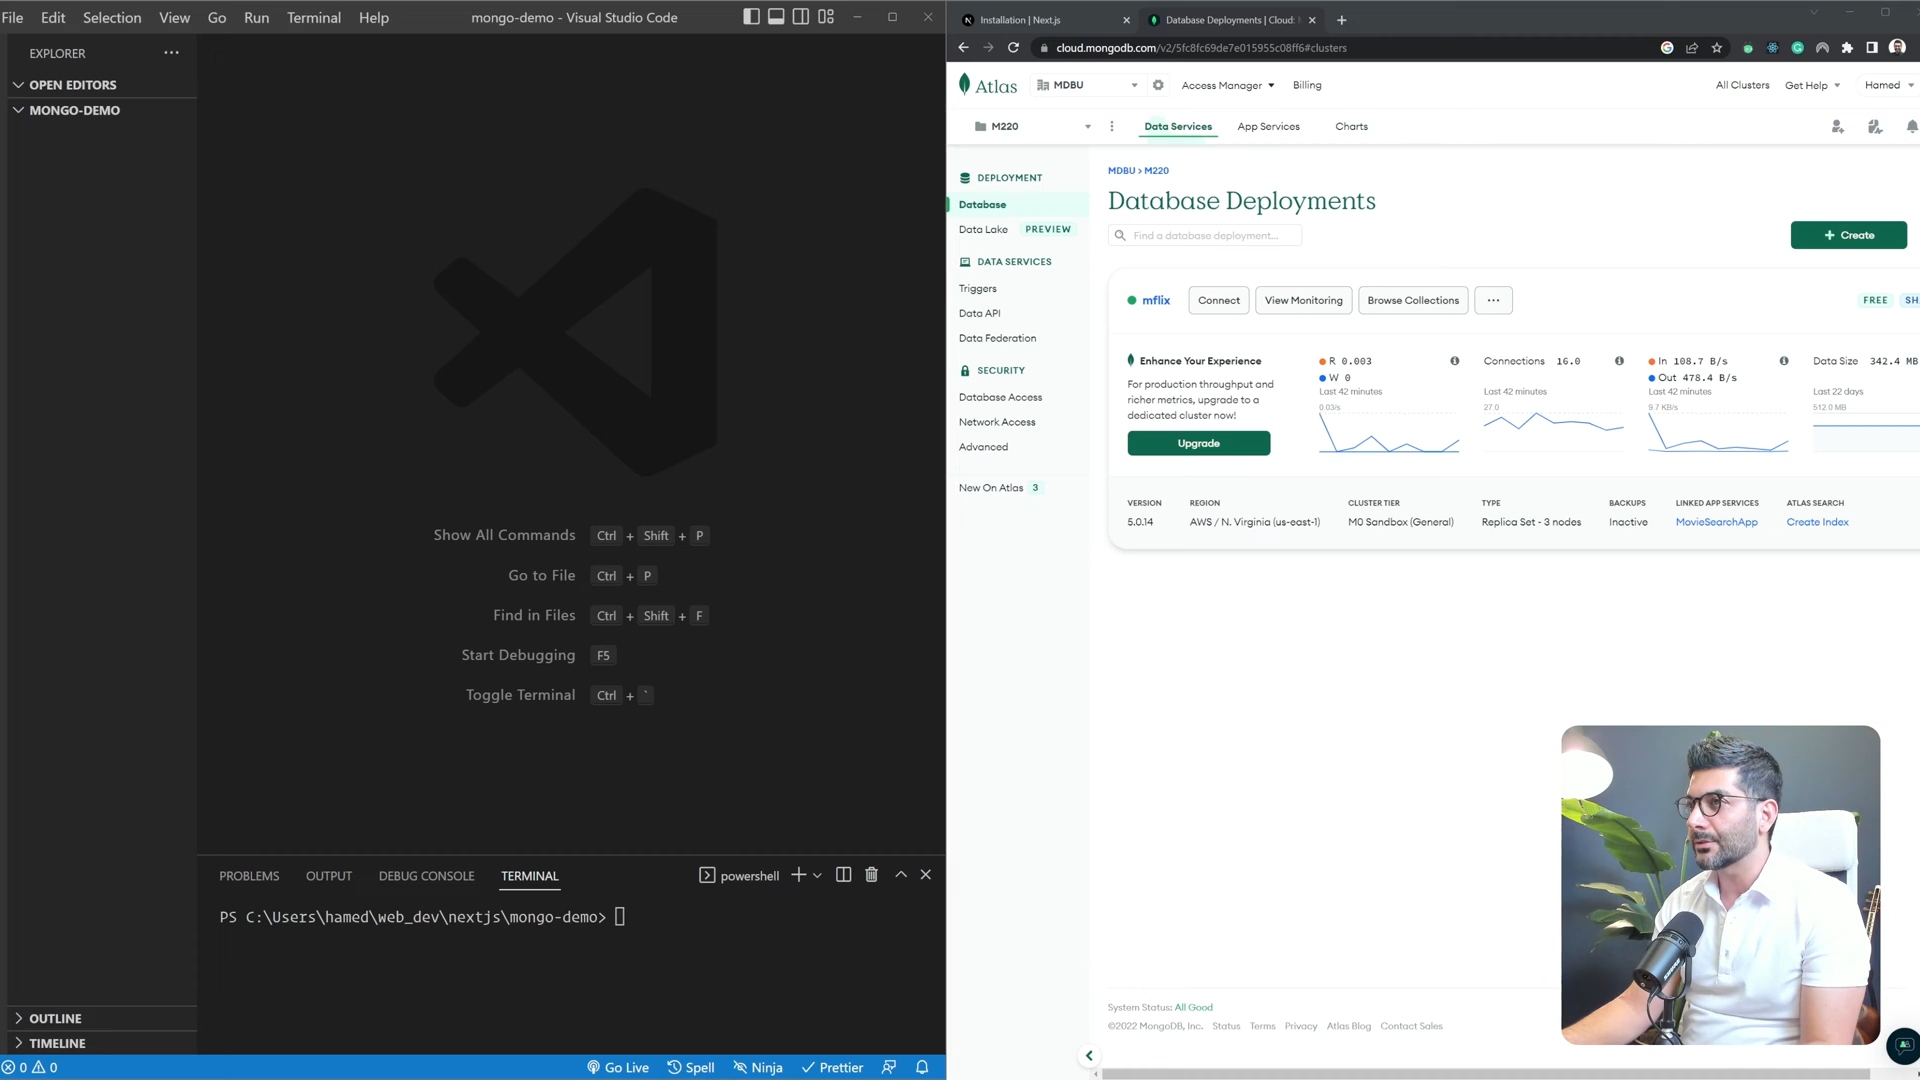 File Edit Selection View Go Run Terminal Help
mongo-demo - Visual Studio Code
EXPLORER
OPEN EDITORS
MONGO-DEMO
Show All Commands Ctrl + Shift + P
Go to File Ctrl + P
Find in Files Ctrl + Shift + F
Start Debugging F5
Toggle Terminal Ctrl + `
PROBLEMS OUTPUT DEBUG CONSOLE TERMINAL
powershell
PS C:\Users\hamed\web_dev\nextjs\mongo-demo>
OUTLINE
TIMELINE
0 0
Go Live Spell Ninja Prettier
Installation | Next.js
Database Deployments | Cloud:
cloud.mongodb.com/v2/5fc8fc69de7e015955c08ff6#clusters
Atlas MDBU Access Manager Billing
All Clusters Get Help Hamed
M220 Data Services App Services Charts
DEPLOYMENT
Database
Data Lake PREVIEW
DATA SERVICES
Triggers
Data API
Data Federation
SECURITY
Database Access
Network Access
Advanced
New On Atlas 3
MDBU > M220
Database Deployments
Find a database deployment...
+ Create
mflix Connect View Monitoring Browse Collections ...
FREE SH
Enhance Your Experience
For production throughput and
richer metrics, upgrade to a
dedicated cluster now!
Upgrade
R 0.003
W 0
Last 42 minutes
0.03/s
Connections 16.0
Last 42 minutes
27.0
In 108.7 B/s
Out 478.4 B/s
Last 42 minutes
9.7 KB/s
Data Size 342.4 MB
Last 22 days
512.0 MB
VERSION REGION CLUSTER TIER TYPE BACKUPS LINKED APP SERVICES ATLAS SEARCH
5.0.14 AWS / N. Virginia (us-east-1) M0 Sandbox (General) Replica Set - 3 nodes Inactive MovieSearchApp Create Index
System Status: All Good
©2022 MongoDB, Inc. Status Terms Privacy Atlas Blog Contact Sales